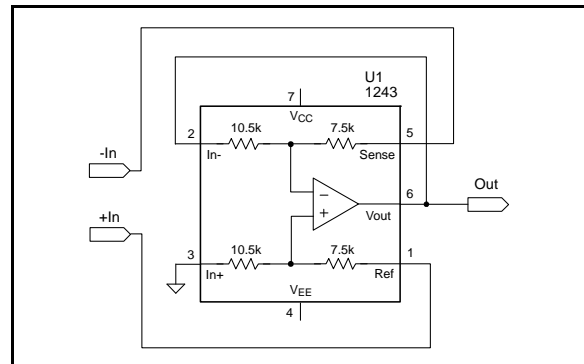 U1
1243
7
VCC
10.5k
7.5k
2
5
In-
Sense
-In
−
+
6
Out
Vout
+In
3
10.5k
7.5k
1
In+
Ref
VEE
4